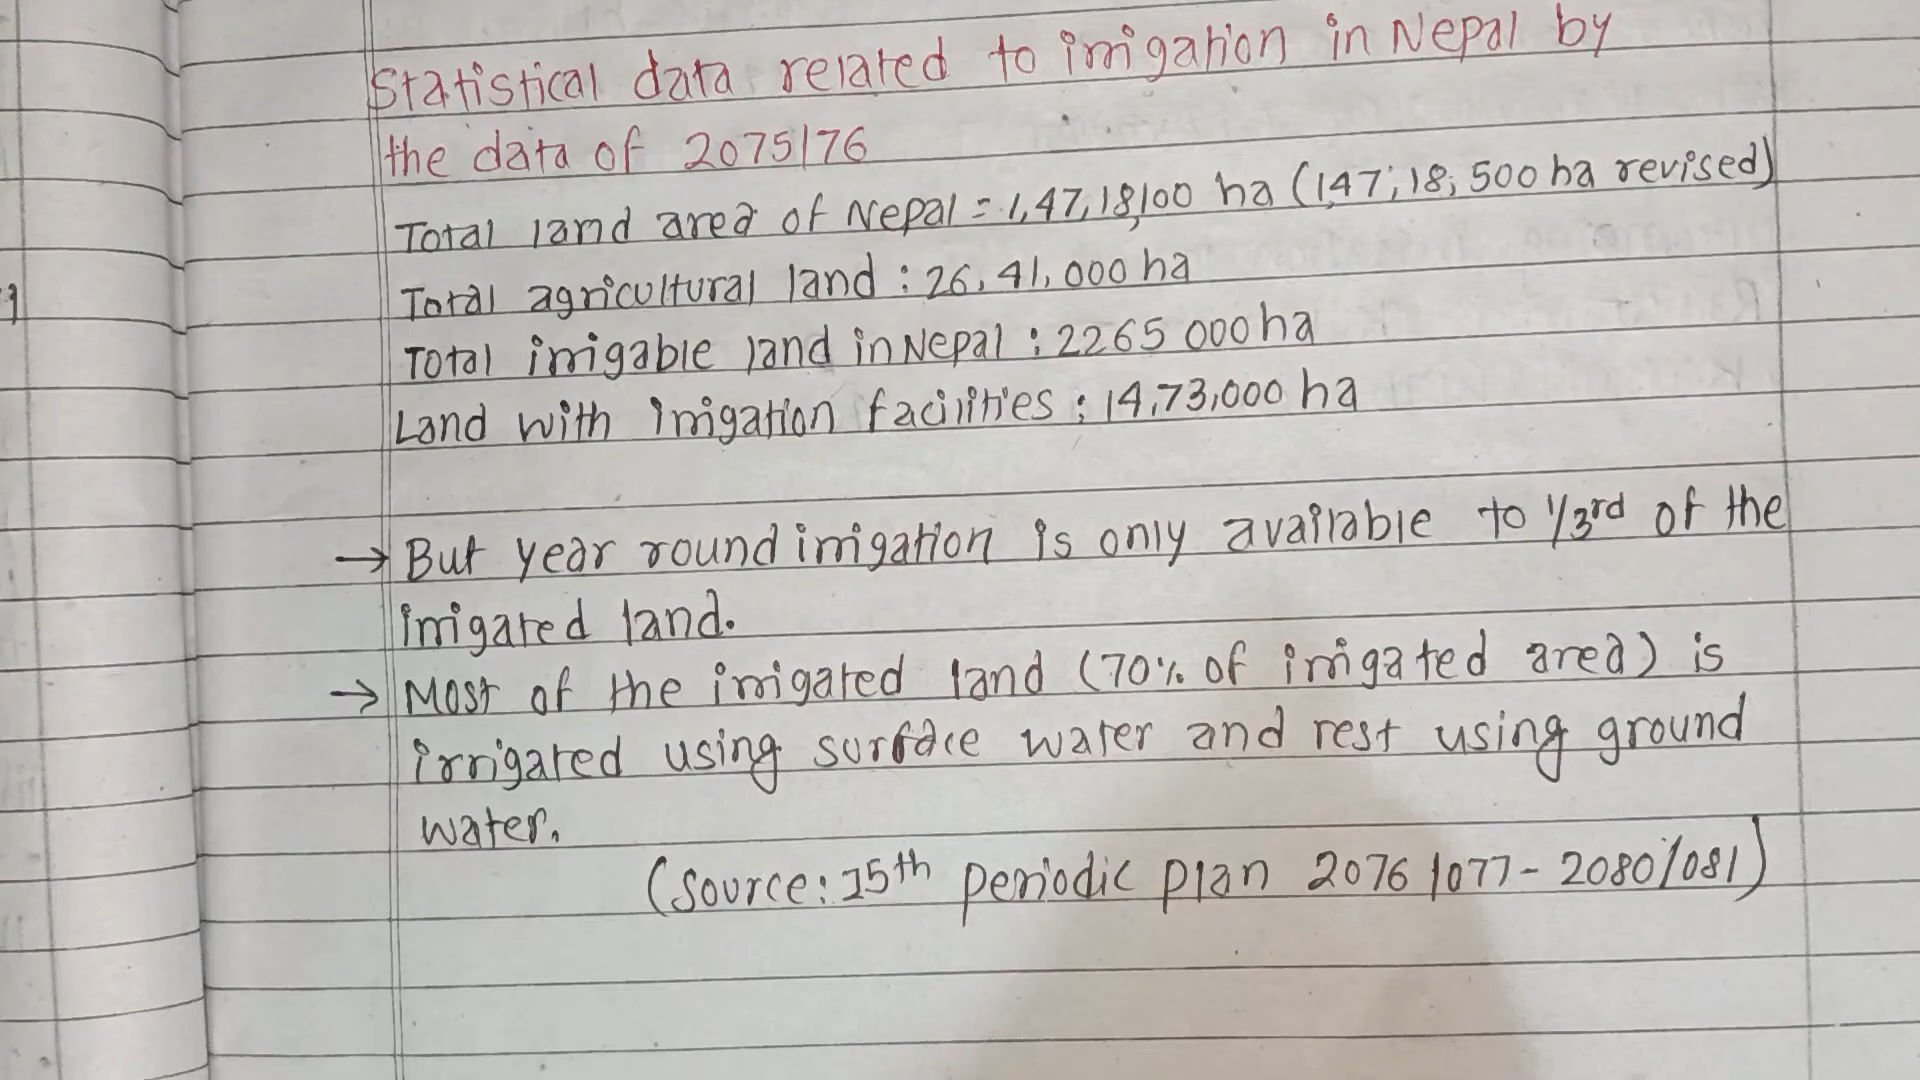 Statistical data related to irrigation in Nepal by
the data of 2075/76
Total land area of Nepal = 1,47,18,100 ha (1,47,18,500 ha revised)
Total agricultural land : 26,41,000 ha
Total irrigable land in Nepal : 2265 000 ha
Land with irrigation facilities : 14,73,000 ha
→ But year round irrigation is only available to 1/3rd of the
irrigated land.
→ Most of the irrigated land (70% of irrigated area) is
irrigated using surface water and rest using ground
water.
(Source: 15th periodic plan 2076/077 - 2080/081)